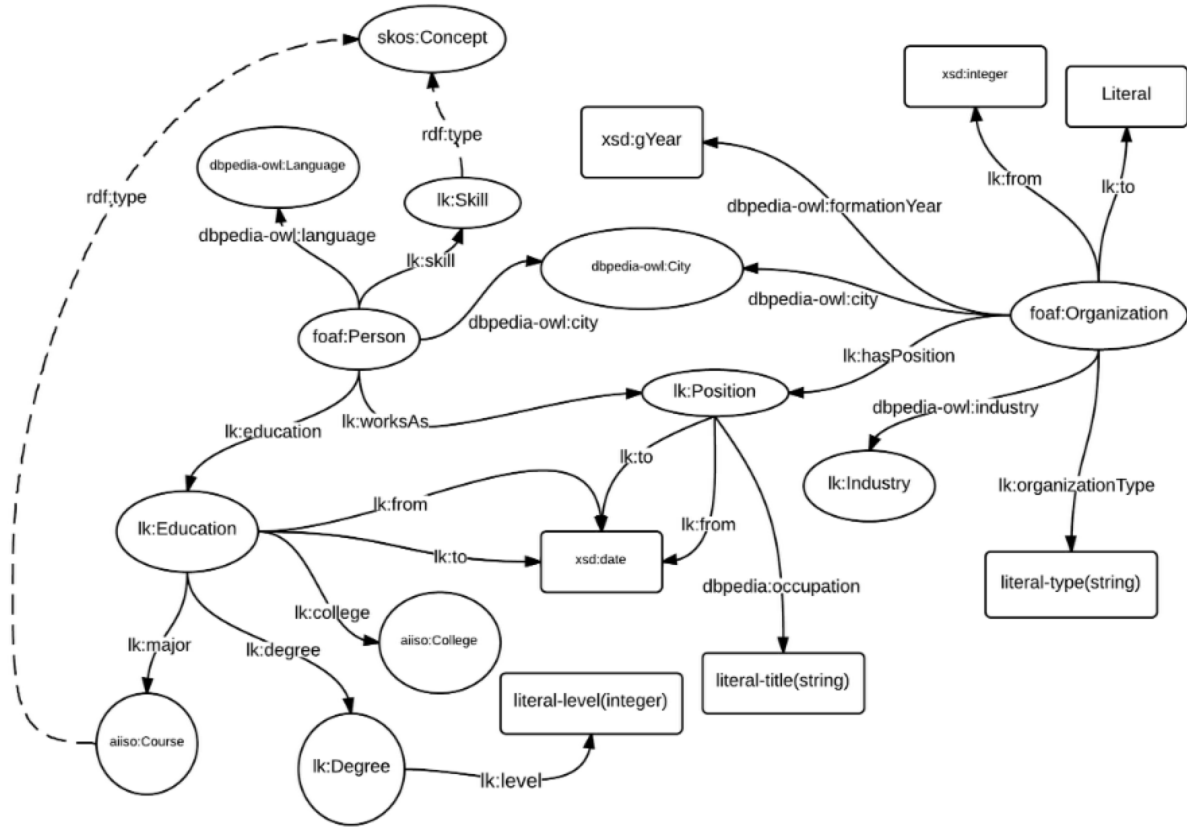 skos:Concept
xsd:integer
Literal
rdf:type
xsd:gYear
dbpedia-owl:Language
rdf:type
lk:from
lk:to
lk:Skill
dbpedia-owl:formationYear
dbpedia-owl:language
lk:skill
dbpedia-owl:City
dbpedia-owl:city
foaf:Organization
dbpedia-owl:city
foaf:Person
lk:hasPosition
lk:Position
dbpedia-owl:industry
lk:worksAs
lk:education
lk:to
lk:Industry
lk:organizationType
lk:from
lk:from
lk:Education
lk:to
xsd:date
dbpedia:occupation
literal-type(string)
lk:college
aiiso:College
lk:major
lk:degree
literal-title(string)
literal-level(integer)
aiiso:Course
lk:Degree
lk:level